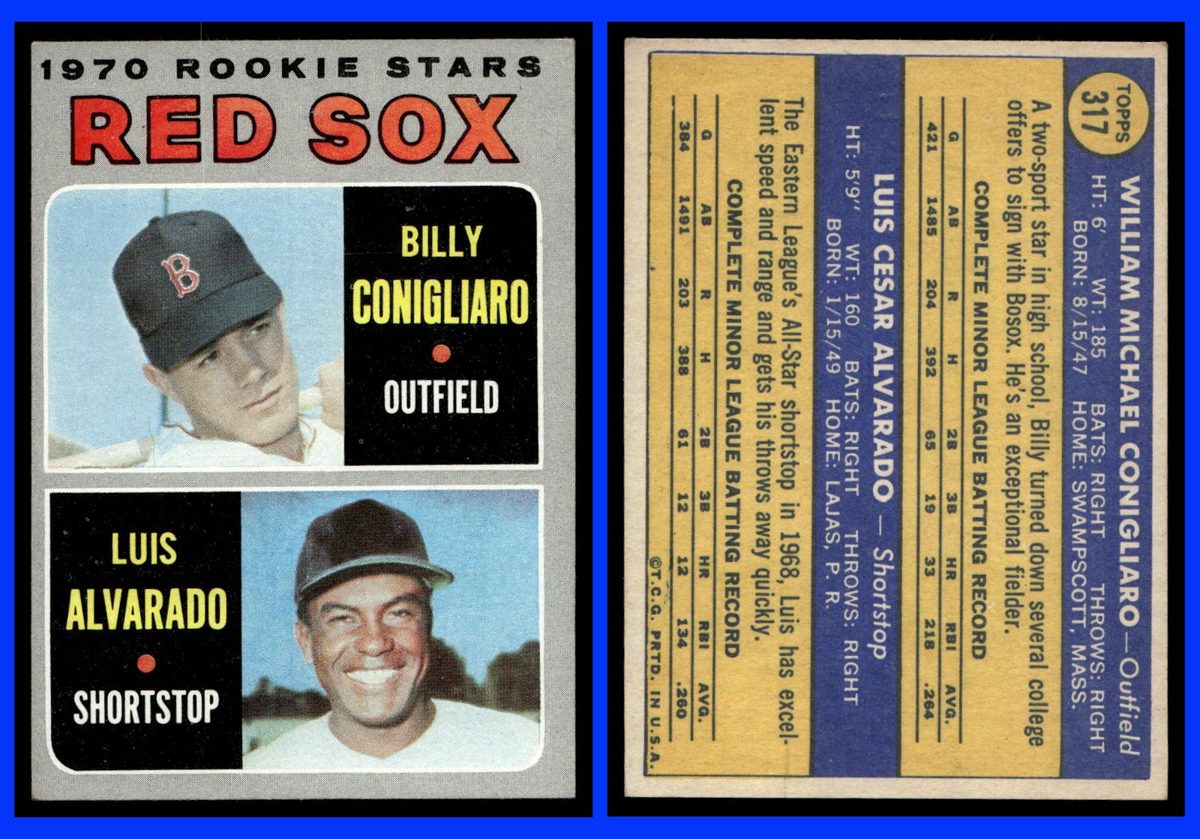 1970 ROOKIE STARS
RED SOX
B
BILLY
CONIGLIARO
OUTFIELD
LUIS
ALVARADO
SHORTSTOP
TOPPS
317
WILLIAM MICHAEL CONIGLIARO—Outfield
HT: 6' WT: 185 BATS: RIGHT THROWS: RIGHT
BORN: 8/15/47 HOME: SWAMPSCOTT, MASS.
A two-sport star in high school, Billy turned down several college
offers to sign with Bosox. He's an exceptional fielder.
COMPLETE MINOR LEAGUE BATTING RECORD
G AB R H 2B 3B HR RBI AVG.
421 1485 204 392 65 19 33 218 .264
LUIS CESAR ALVARADO — Shortstop
HT: 5'9'' WT: 160 BATS: RIGHT THROWS: RIGHT
BORN: 1/15/49 HOME: LAJAS, P. R.
The Eastern League's All-Star shortstop in 1968, Luis has excel-
lent speed and range and gets his throws away quickly.
COMPLETE MINOR LEAGUE BATTING RECORD
G AB R H 2B 3B HR RBI AVG.
384 1491 203 388 61 12 12 134 .260
©T.C.G. PRTD. IN U.S.A.